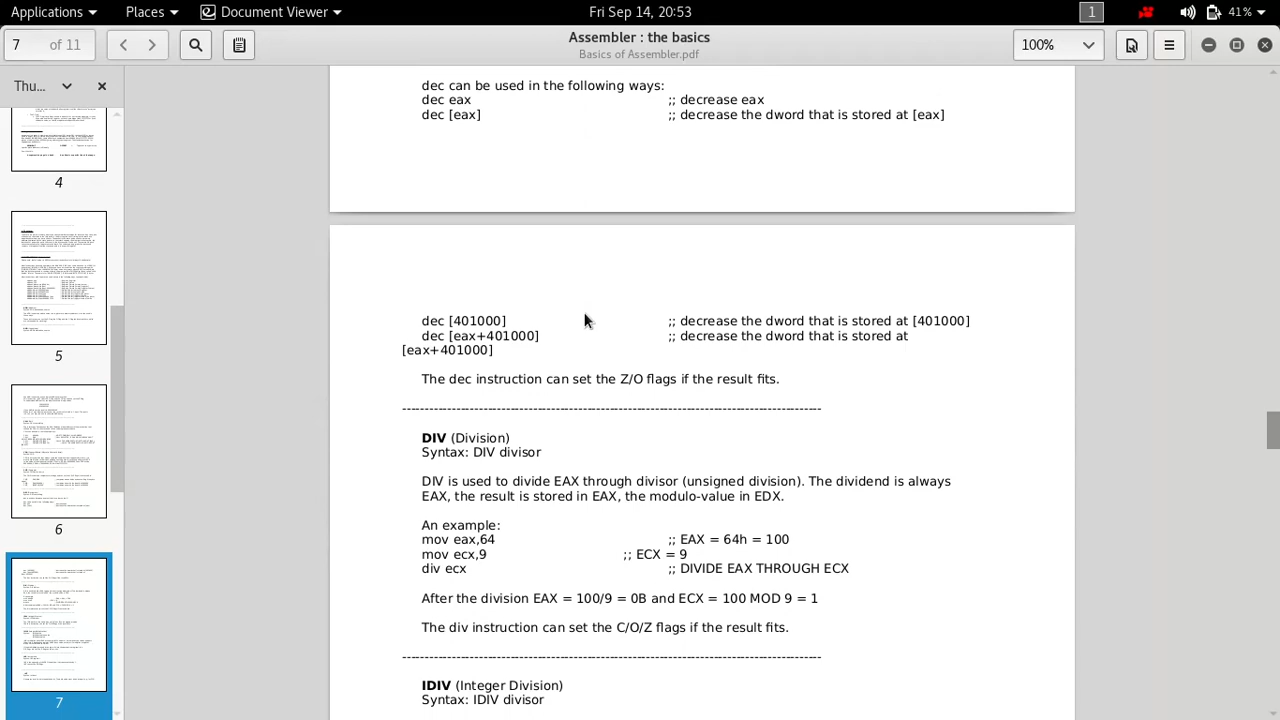 Applications Places Document Viewer Fri Sep 14, 20:53 1 41%
7 of 11 Assembler : the basics 100%
Basics of Assembler.pdf
Thu...
4
5
6
7
dec can be used in the following ways:
dec eax ;; decrease eax
dec [eax] ;; decrease the dword that is stored at [eax]
dec [401000] ;; decrease the dword that is stored at [401000]
dec [eax+401000] ;; decrease the dword that is stored at
[eax+401000]
The dec instruction can set the Z/O flags if the result fits.
---------------------------------------------------------------------------------------------
DIV (Division)
Syntax: DIV divisor
DIV is used to divide EAX through divisor (unsigned division). The dividend is always
EAX, the result is stored in EAX, the modulo-value in EDX.
An example:
mov eax,64 ;; EAX = 64h = 100
mov ecx,9 ;; ECX = 9
div ecx ;; DIVIDE EAX THROUGH ECX
After the division EAX = 100/9 = 0B and ECX = 100 MOD 9 = 1
The div instruction can set the C/O/Z flags if the result fits.
---------------------------------------------------------------------------------------------
IDIV (Integer Division)
Syntax: IDIV divisor